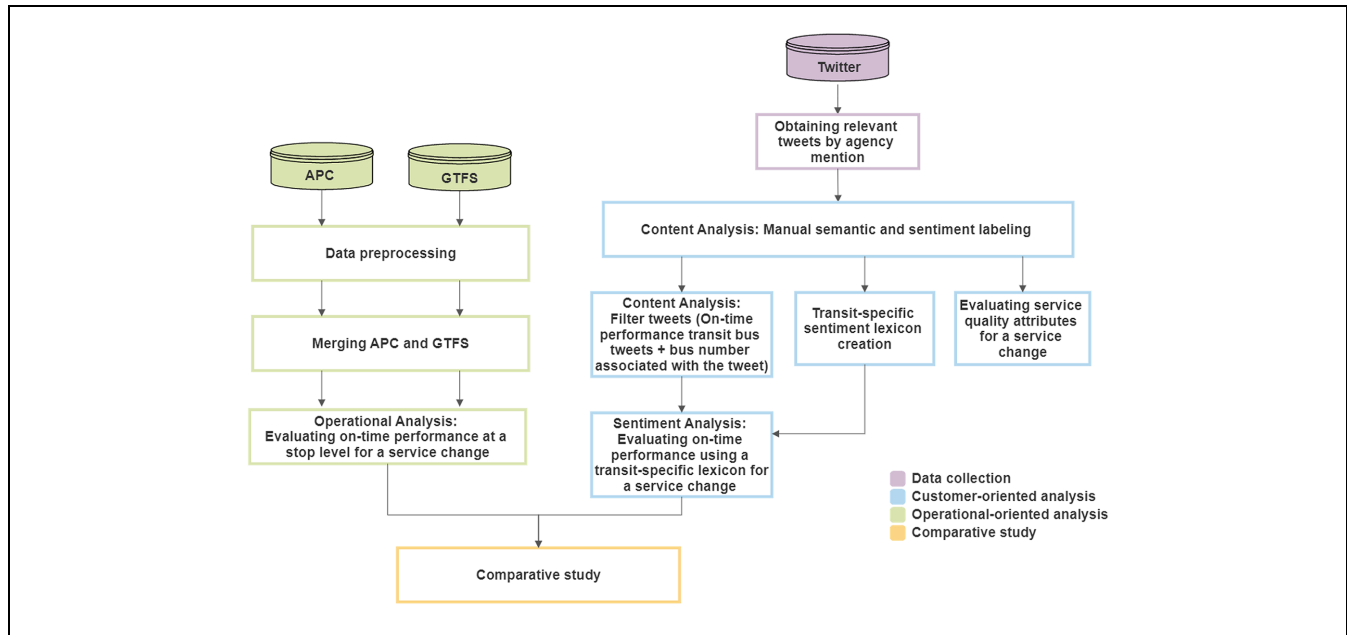 Twitter
Obtaining relevant
tweets by agency
mention
APC
GTFS
Content Analysis: Manual semantic and sentiment labeling
Data preprocessing
Content Analysis:
Filter tweets (On-time
performance transit bus
tweets + bus number
associated with the tweet)
Transit-specific
sentiment lexicon
creation
Evaluating service
quality attributes
for a service
change
Merging APC and GTFS
Operational Analysis:
Evaluating on-time performance at a
stop level for a service change
Sentiment Analysis:
Evaluating on-time
performance using a
transit-specific lexicon for
a service change
Data collection
Customer-oriented analysis
Operational-oriented analysis
Comparative study
Comparative study